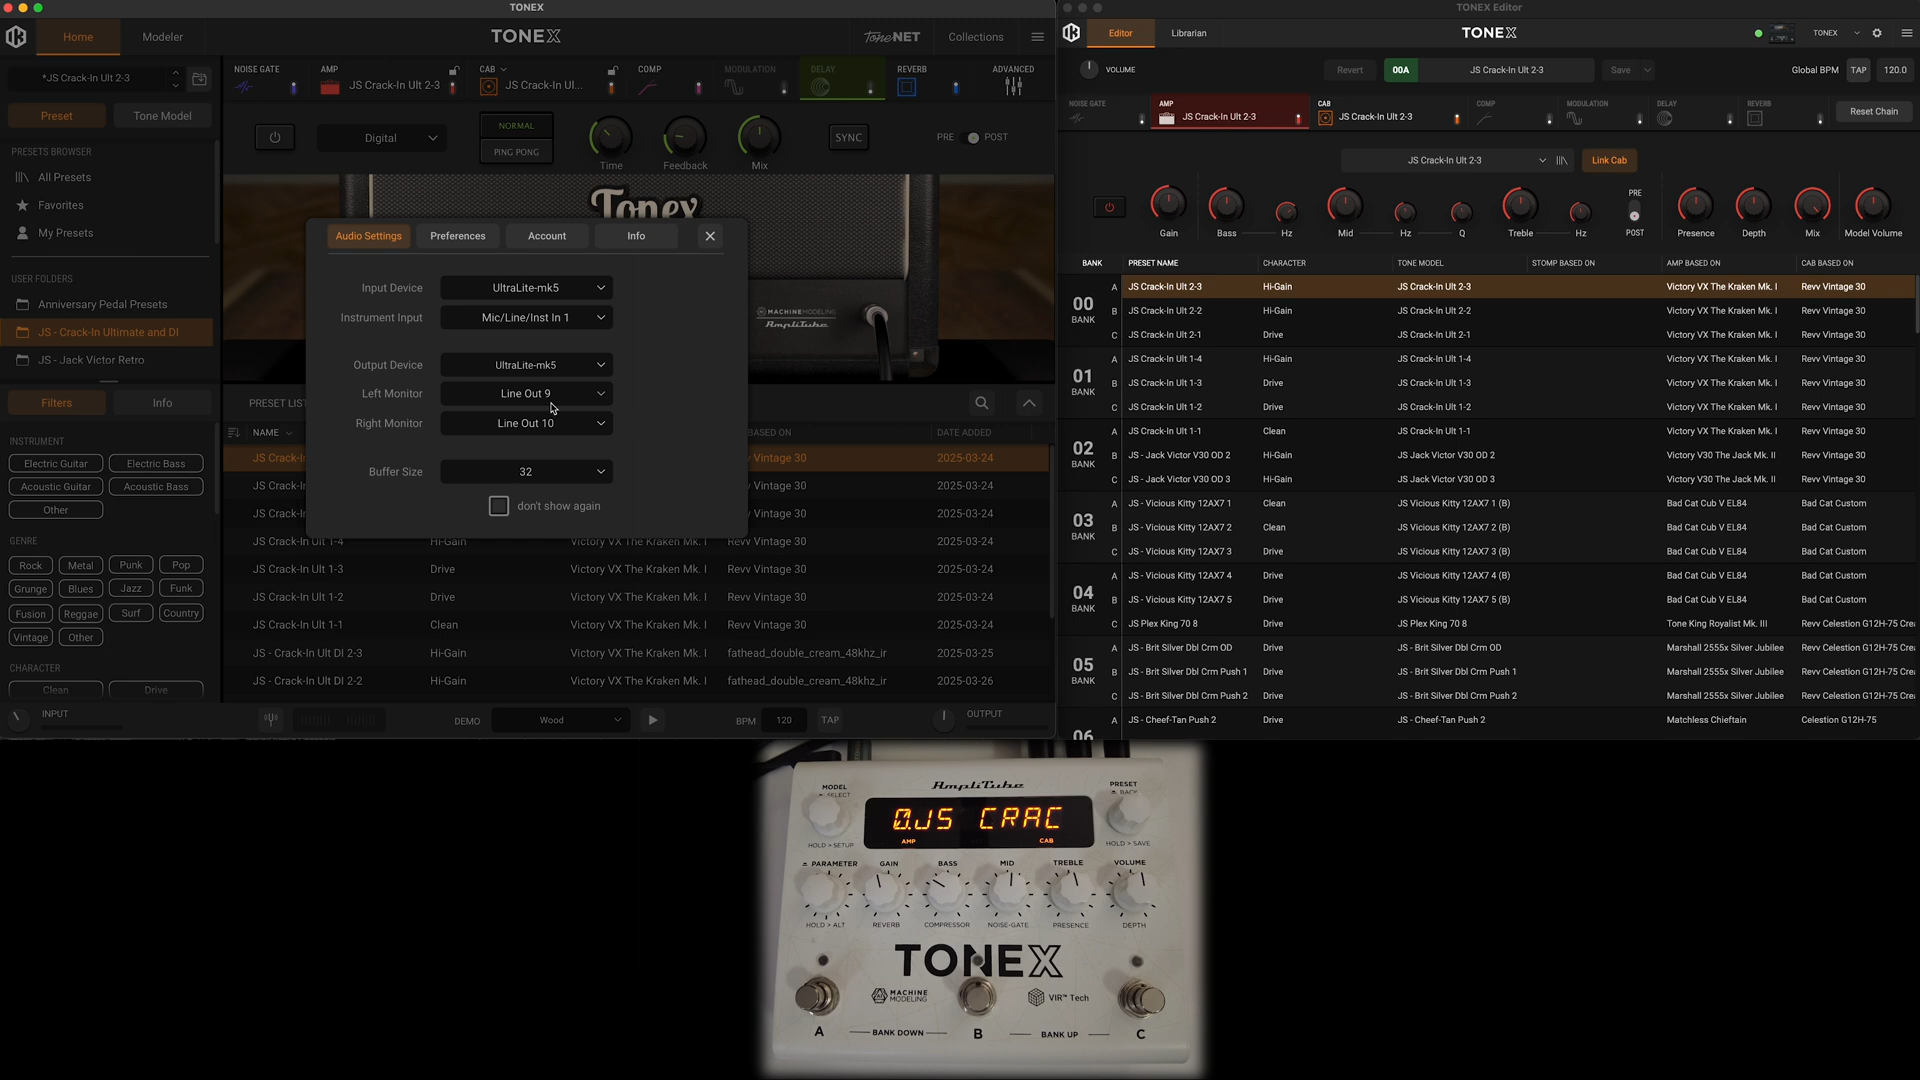 TONEX
Home
Modeler
TONEX
ToneNET
Collections
*JS Crack-In Ult 2-3
Preset
Tone Model
PRESETS BROWSER
All Presets
Favorites
My Presets
USER FOLDERS
Anniversary Pedal Presets
JS - Crack-In Ultimate and DI
JS - Jack Victor Retro
Filters
Info
INSTRUMENT
Electric Guitar
Electric Bass
Acoustic Guitar
Acoustic Bass
Other
GENRE
Rock
Metal
Punk
Pop
Grunge
Blues
Jazz
Funk
Fusion
Reggae
Surf
Country
Vintage
Other
CHARACTER
Clean
Drive
NOISE GATE
AMP
JS Crack-In Ult 2-3
CAB
JS Crack-In Ul...
COMP
MODULATION
DELAY
REVERB
ADVANCED
Digital
NORMAL
PING PONG
Time
Feedback
Mix
SYNC
PRE
POST
Tonex
MACHINE MODELING
AmpliTube
Audio Settings
Preferences
Account
Info
Input Device
UltraLite-mk5
Instrument Input
Mic/Line/Inst In 1
Output Device
UltraLite-mk5
Left Monitor
Line Out 9
Right Monitor
Line Out 10
Buffer Size
32
don't show again
PRESET LIST
NAME
BASED ON
DATE ADDED
JS Crack-In
Revv Vintage 30
2025-03-24
JS Crack-In
2025-03-24
JS Crack-In
2025-03-24
JS Crack-In Ult 1-4
Hi-Gain
Victory VX The Kraken Mk. I
Revv Vintage 30
2025-03-24
JS Crack-In Ult 1-3
Drive
Victory VX The Kraken Mk. I
Revv Vintage 30
2025-03-24
JS Crack-In Ult 1-2
Drive
Victory VX The Kraken Mk. I
Revv Vintage 30
2025-03-24
JS Crack-In Ult 1-1
Clean
Victory VX The Kraken Mk. I
Revv Vintage 30
2025-03-24
JS - Crack-In Ult DI 2-3
Hi-Gain
Victory VX The Kraken Mk. I
fathead_double_cream_48khz_ir
2025-03-25
JS - Crack-In Ult DI 2-2
Hi-Gain
Victory VX The Kraken Mk. I
fathead_double_cream_48khz_ir
2025-03-26
INPUT
DEMO
Wood
BPM
120
TAP
OUTPUT
TONEX Editor
Editor
Librarian
TONEX
TONEX
VOLUME
Revert
00A
JS Crack-In Ult 2-3
Save
Global BPM
TAP
120.0
NOISE GATE
AMP
JS Crack-In Ult 2-3
CAB
JS Crack-In Ult 2-3
COMP
MODULATION
DELAY
REVERB
Reset Chain
JS Crack-In Ult 2-3
Link Cab
Gain
Bass
Hz
Mid
Hz
Q
Treble
Hz
PRE
POST
Presence
Depth
Mix
Model Volume
BANK
PRESET NAME
CHARACTER
TONE MODEL
STOMP BASED ON
AMP BASED ON
CAB BASED ON
00 BANK
A JS Crack-In Ult 2-3 Hi-Gain JS Crack-In Ult 2-3 Victory VX The Kraken Mk. I Revv Vintage 30
B JS Crack-In Ult 2-2 Hi-Gain JS Crack-In Ult 2-2 Victory VX The Kraken Mk. I Revv Vintage 30
C JS Crack-In Ult 2-1 Hi-Gain JS Crack-In Ult 2-1 Victory VX The Kraken Mk. I Revv Vintage 30
01 BANK
A JS Crack-In Ult 1-4 Hi-Gain JS Crack-In Ult 1-4 Victory VX The Kraken Mk. I Revv Vintage 30
B JS Crack-In Ult 1-3 Drive JS Crack-In Ult 1-3 Victory VX The Kraken Mk. I Revv Vintage 30
C JS Crack-In Ult 1-2 Drive JS Crack-In Ult 1-2 Victory VX The Kraken Mk. I Revv Vintage 30
02 BANK
A JS Crack-In Ult 1-1 Clean JS Crack-In Ult 1-1 Victory VX The Kraken Mk. I Revv Vintage 30
B JS - Jack Victor V30 OD 2 Hi-Gain JS Jack Victor V30 OD 2 Victory V30 The Jack Mk. II Revv Vintage 30
C JS - Jack Victor V30 OD 3 Hi-Gain JS Jack Victor V30 OD 3 Victory V30 The Jack Mk. II Revv Vintage 30
03 BANK
A JS - Vicious Kitty 12AX7 1 Clean JS Vicious Kitty 12AX7 1 (B) Bad Cat Cub V EL84 Bad Cat Custom
B JS - Vicious Kitty 12AX7 2 Clean JS Vicious Kitty 12AX7 2 (B) Bad Cat Cub V EL84 Bad Cat Custom
C JS - Vicious Kitty 12AX7 3 Drive JS Vicious Kitty 12AX7 3 (B) Bad Cat Cub V EL84 Bad Cat Custom
04 BANK
A JS - Vicious Kitty 12AX7 4 Drive JS Vicious Kitty 12AX7 4 (B) Bad Cat Cub V EL84 Bad Cat Custom
B JS - Vicious Kitty 12AX7 5 Drive JS Vicious Kitty 12AX7 5 (B) Bad Cat Cub V EL84 Bad Cat Custom
C JS Plex King 70 8 Drive JS Plex King 70 8 Tone King Royalist Mk. III Revv Celestion G12H-75 Cre
05 BANK
A JS - Brit Silver Dbl Crm OD Drive JS - Brit Silver Dbl Crm OD Marshall 2555x Silver Jubilee Revv Celestion G12H-75 Cre
B JS - Brit Silver Dbl Crm Push 1 Drive JS - Brit Silver Dbl Crm Push 1 Marshall 2555x Silver Jubilee Revv Celestion G12H-75 Cre
C JS - Brit Silver Dbl Crm Push 2 Drive JS - Brit Silver Dbl Crm Push 2 Marshall 2555x Silver Jubilee Revv Celestion G12H-75 Cre
06
A JS - Cheef-Tan Push 2 Drive JS - Cheef-Tan Push 2 Matchless Chieftain Celestion G12H-75
AmpliTube
MODEL
SELECT
HOLD > SETUP
0.JS CRAC
AMP
CAB
PRESET
BACK
HOLD > SAVE
PARAMETER
GAIN
BASS
MID
TREBLE
VOLUME
HOLD > ALT
REVERB
COMPRESSOR
NOISE-GATE
PRESENCE
DEPTH
TONEX
MACHINE MODELING
VIR™ Tech
A
BANK DOWN
B
BANK UP
C